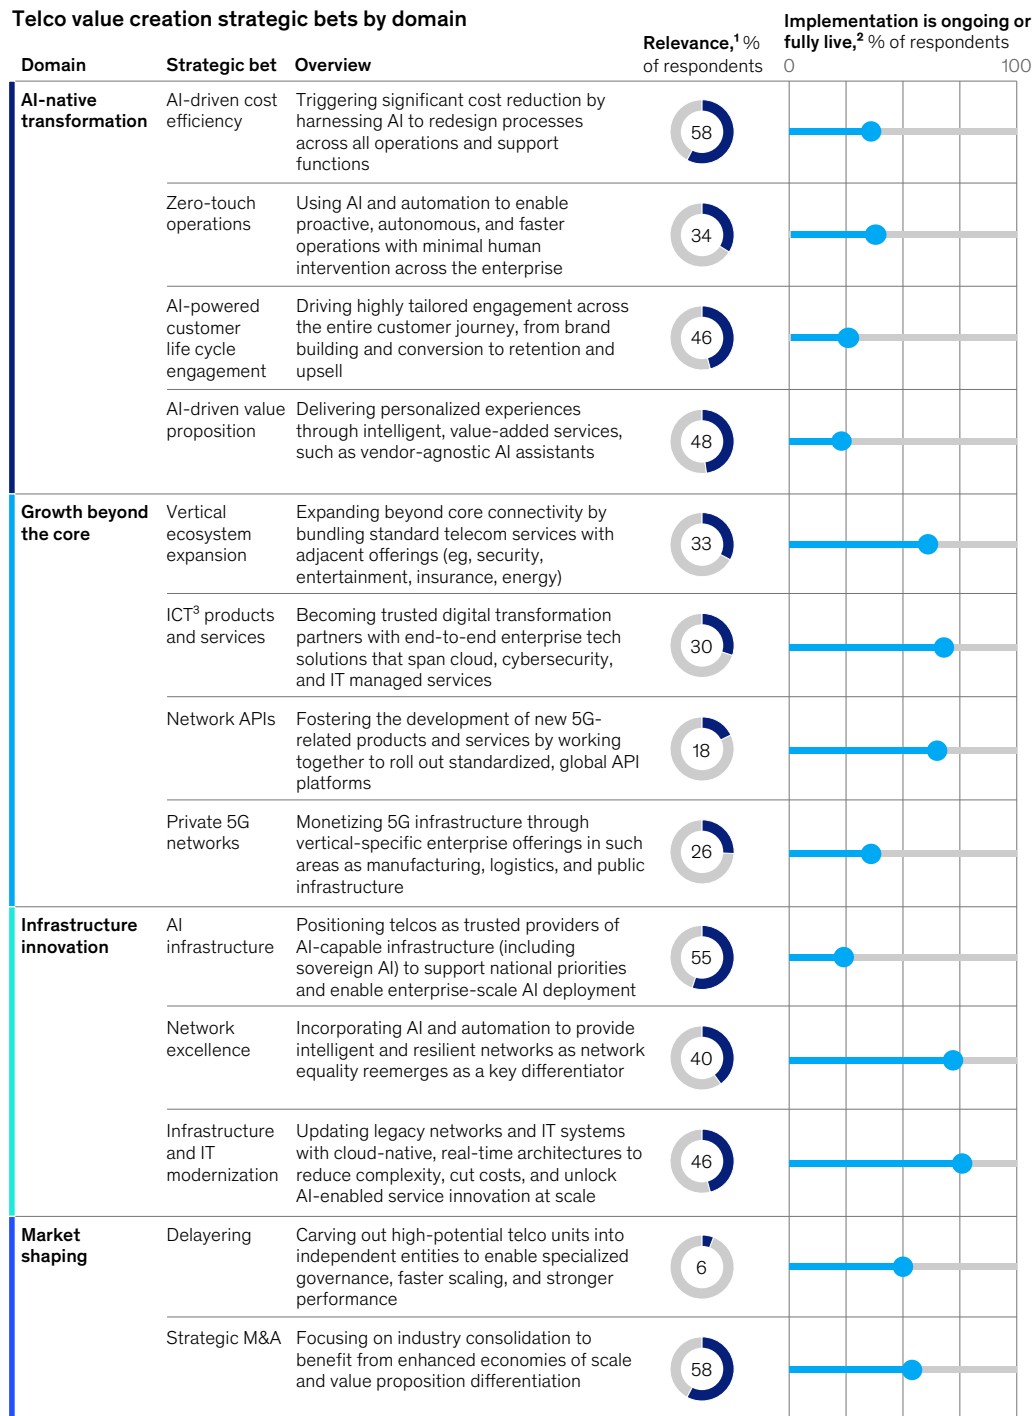 Telco value creation strategic bets by domain
Domain
Strategic bet
Overview
Relevance,¹ %
of respondents
Implementation is ongoing or
fully live,² % of respondents
0
100
AI-native
transformation
AI-driven cost
efficiency
Triggering significant cost reduction by
harnessing AI to redesign processes
across all operations and support
functions
58
Zero-touch
operations
Using AI and automation to enable
proactive, autonomous, and faster
operations with minimal human
intervention across the enterprise
34
AI-powered
customer
life cycle
engagement
Driving highly tailored engagement across
the entire customer journey, from brand
building and conversion to retention and
upsell
46
AI-driven value
proposition
Delivering personalized experiences
through intelligent, value-added services,
such as vendor-agnostic AI assistants
48
Growth beyond
the core
Vertical
ecosystem
expansion
Expanding beyond core connectivity by
bundling standard telecom services with
adjacent offerings (eg, security,
entertainment, insurance, energy)
33
ICT³ products
and services
Becoming trusted digital transformation
partners with end-to-end enterprise tech
solutions that span cloud, cybersecurity,
and IT managed services
30
Network APIs
Fostering the development of new 5G-
related products and services by working
together to roll out standardized, global API
platforms
18
Private 5G
networks
Monetizing 5G infrastructure through
vertical-specific enterprise offerings in such
areas as manufacturing, logistics, and public
infrastructure
26
Infrastructure
innovation
AI
infrastructure
Positioning telcos as trusted providers of
AI-capable infrastructure (including
sovereign AI) to support national priorities
and enable enterprise-scale AI deployment
55
Network
excellence
Incorporating AI and automation to provide
intelligent and resilient networks as network
equality reemerges as a key differentiator
40
Infrastructure
and IT
modernization
Updating legacy networks and IT systems
with cloud-native, real-time architectures to
reduce complexity, cut costs, and unlock
AI-enabled service innovation at scale
46
Market
shaping
Delayering
Carving out high-potential telco units into
independent entities to enable specialized
governance, faster scaling, and stronger
performance
6
Strategic M&A
Focusing on industry consolidation to
benefit from enhanced economies of scale
and value proposition differentiation
58